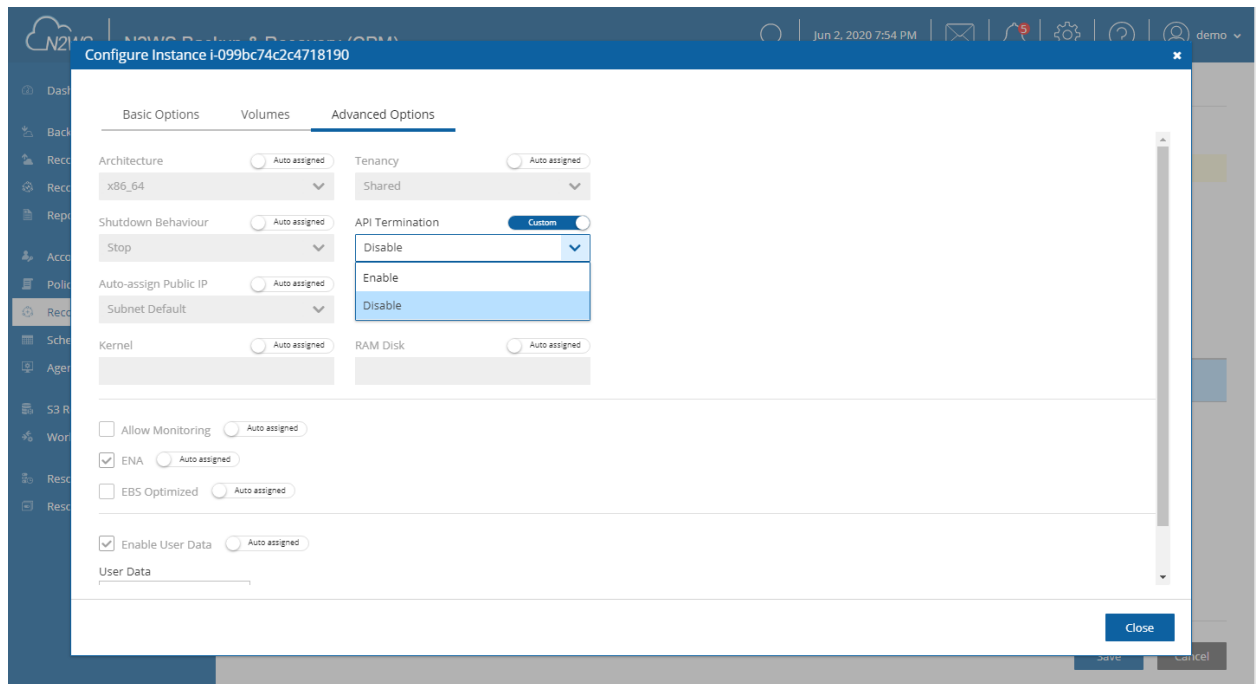 N2WS N2WS Backup & Recovery (CPM) Jun 2, 2020 7:54 PM 5 demo
Configure Instance i-099bc74c2c4718190
Dash
Back
Reco
Reco
Repo
Acco
Polic
Reco
Sche
Agen
S3 R
Worl
Reso
Reso
Basic Options Volumes Advanced Options
Architecture Auto assigned Tenancy Auto assigned
x86_64 Shared
Shutdown Behaviour Auto assigned API Termination Custom
Stop Disable
Enable
Auto-assign Public IP Auto assigned
Disable
Subnet Default
Kernel Auto assigned RAM Disk Auto assigned
Allow Monitoring Auto assigned
ENA Auto assigned
EBS Optimized Auto assigned
Enable User Data Auto assigned
User Data
Close
Save Cancel